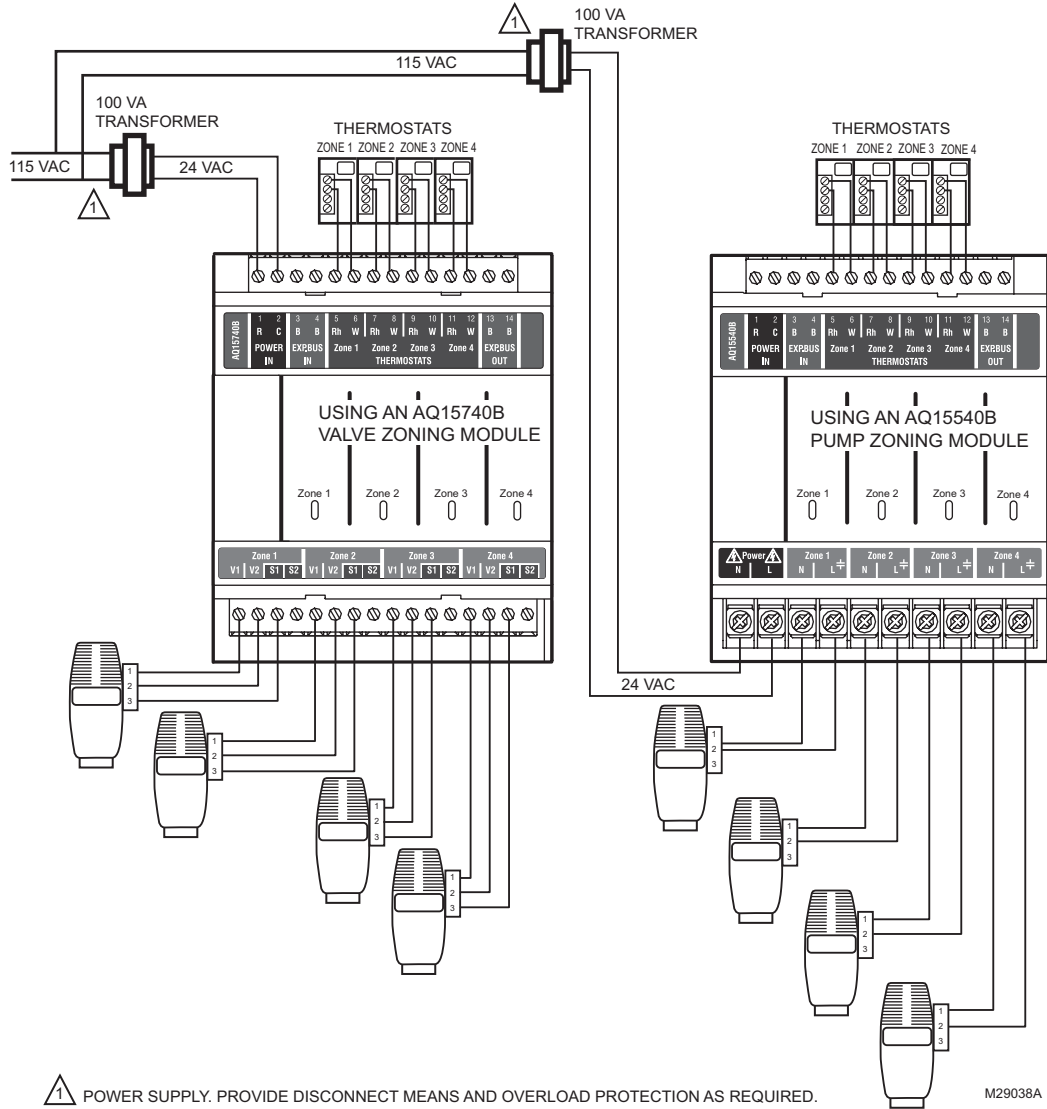 1
100 VA
TRANSFORMER
115 VAC
100 VA
TRANSFORMER
115 VAC
24 VAC
1
THERMOSTATS
ZONE 1 ZONE 2 ZONE 3 ZONE 4
THERMOSTATS
ZONE 1 ZONE 2 ZONE 3 ZONE 4
AQ15740B
1 2 3 4 5 6 7 8 9 10 11 12 13 14
R C B B Rh W Rh W Rh W Rh W B B
POWER IN EXP.BUS IN Zone 1 Zone 2 Zone 3 Zone 4 EXP.BUS OUT
THERMOSTATS
USING AN AQ15740B
VALVE ZONING MODULE
Zone 1 Zone 2 Zone 3 Zone 4
Zone 1 Zone 2 Zone 3 Zone 4
V1 V2 S1 S2 V1 V2 S1 S2 V1 V2 S1 S2 V1 V2 S1 S2
1
2
3
1
2
3
1
2
3
1
2
3
AQ15540B
1 2 3 4 5 6 7 8 9 10 11 12 13 14
R C B B Rh W Rh W Rh W Rh W B B
POWER IN EXP.BUS IN Zone 1 Zone 2 Zone 3 Zone 4 EXP.BUS OUT
THERMOSTATS
USING AN AQ15540B
PUMP ZONING MODULE
Zone 1 Zone 2 Zone 3 Zone 4
Power Zone 1 Zone 2 Zone 3 Zone 4
N L N L N L N L N L
24 VAC
1
2
3
1
2
3
1
2
3
1
2
3
1 POWER SUPPLY. PROVIDE DISCONNECT MEANS AND OVERLOAD PROTECTION AS REQUIRED.
M29038A